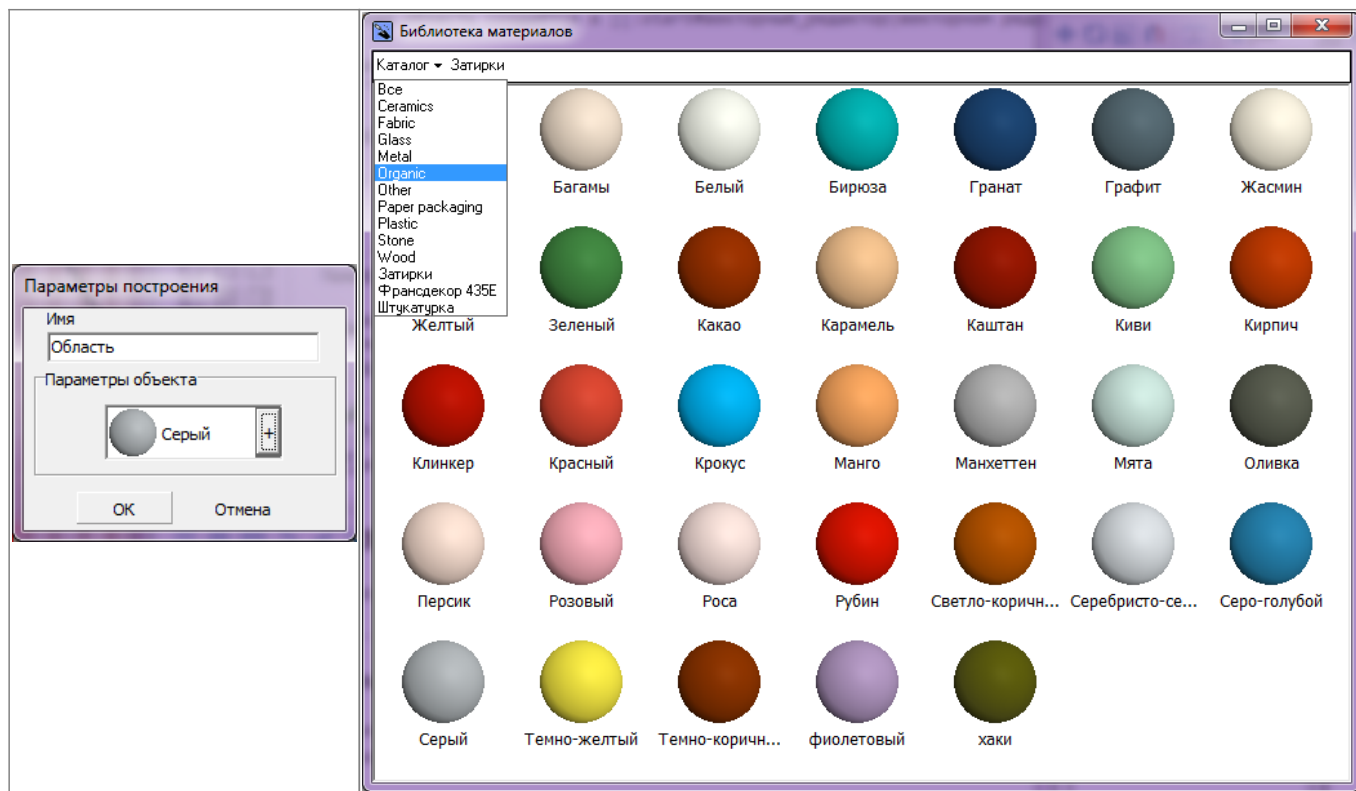 Параметры построения
Имя
Область
Параметры объекта
Серый
+
ОК
Отмена
Библиотека материалов
Каталог Затирки
Все
Ceramics
Fabric
Glass
Metal
Organic
Other
Paper packaging
Plastic
Stone
Wood
Затирки
Франсдекор 435Е
Штукатурка
Багамы Белый Бирюза Гранат Графит Жасмин
Желтый Зеленый Какао Карамель Каштан Киви Кирпич
Клинкер Красный Крокус Манго Манхеттен Мята Оливка
Персик Розовый Роса Рубин Светло-коричн... Серебристо-се... Серо-голубой
Серый Темно-желтый Темно-коричн... фиолетовый хаки